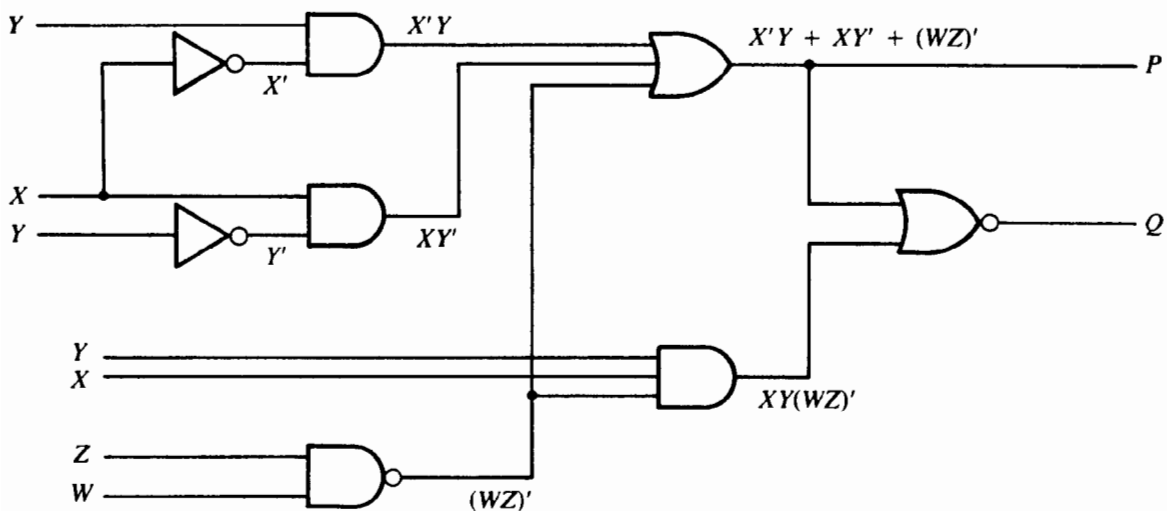 Y
X'Y
X'Y + XY' + (WZ)'
P
X'
X
Y
Y'
XY'
Q
Y
X
XY(WZ)'
Z
W
(WZ)'